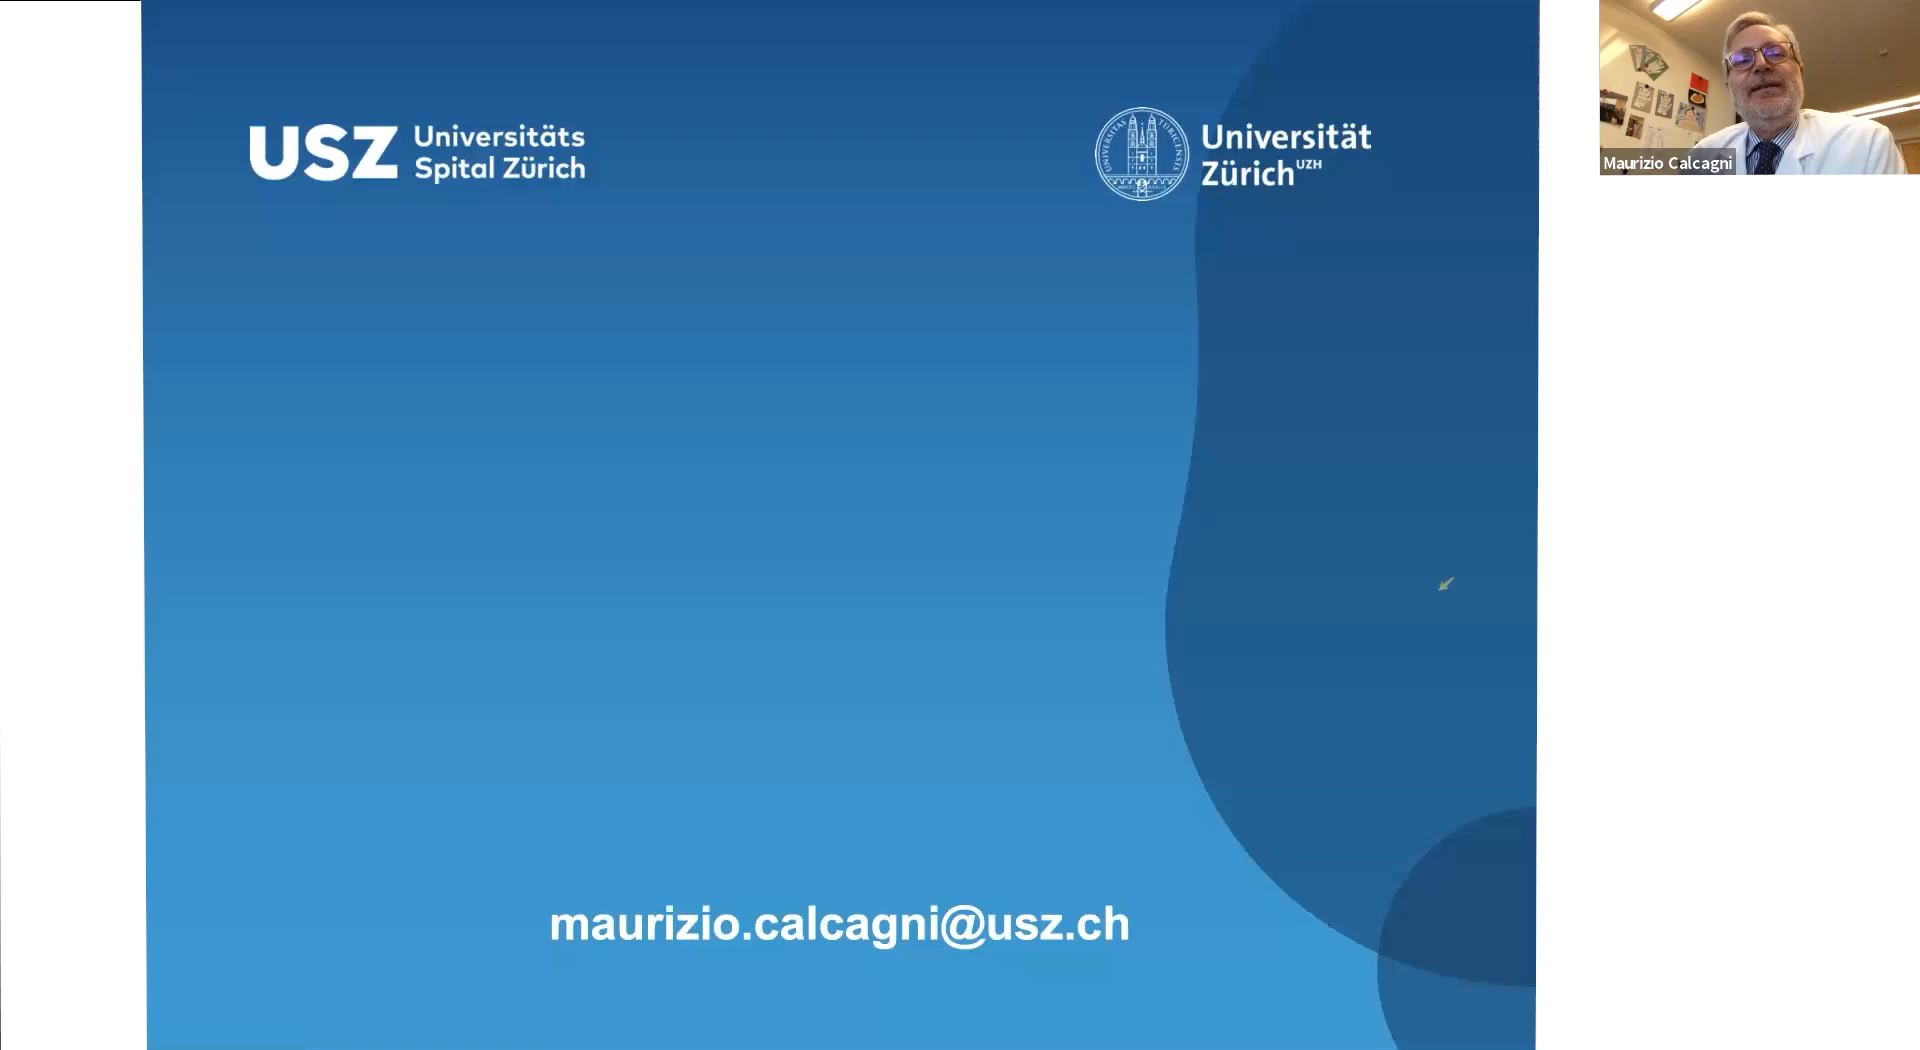 USZ Universitäts
Spital Zürich
Universität
Zürich UZH
Maurizio Calcagni
maurizio.calcagni@usz.ch